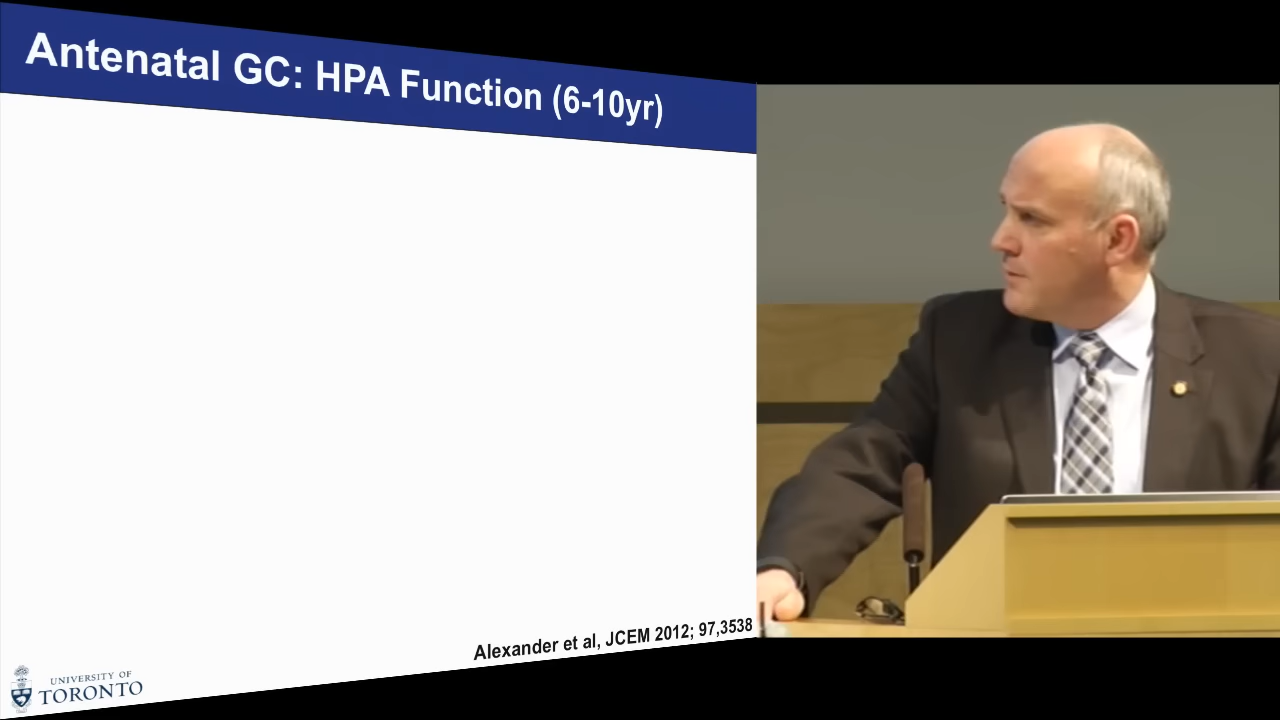 Antenatal GC: HPA Function (6-10yr)
Alexander et al, JCEM 2012; 97,3538
UNIVERSITY OF
TORONTO